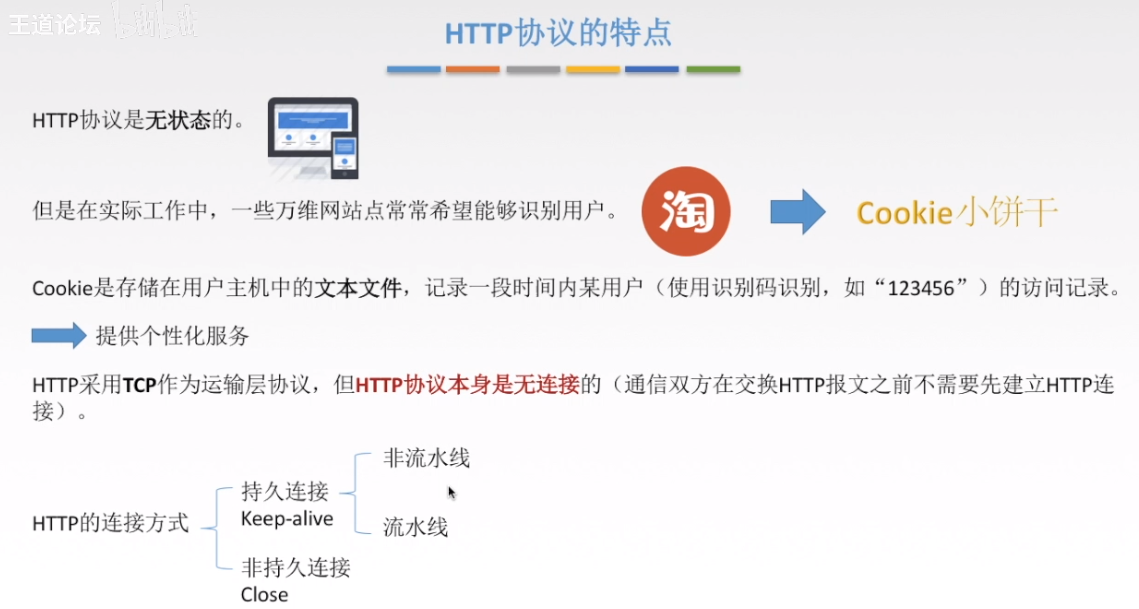 王道论坛 bilibili
HTTP协议的特点
HTTP协议是无状态的。
但是在实际工作中，一些万维网站点常常希望能够识别用户。
淘
Cookie小饼干
Cookie是存储在用户主机中的文本文件，记录一段时间内某用户（使用识别码识别，如“123456”）的访问记录。
提供个性化服务
HTTP采用TCP作为运输层协议，但HTTP协议本身是无连接的（通信双方在交换HTTP报文之前不需要先建立HTTP连
接）。
非流水线
持久连接
Keep-alive
HTTP的连接方式
流水线
非持久连接
Close